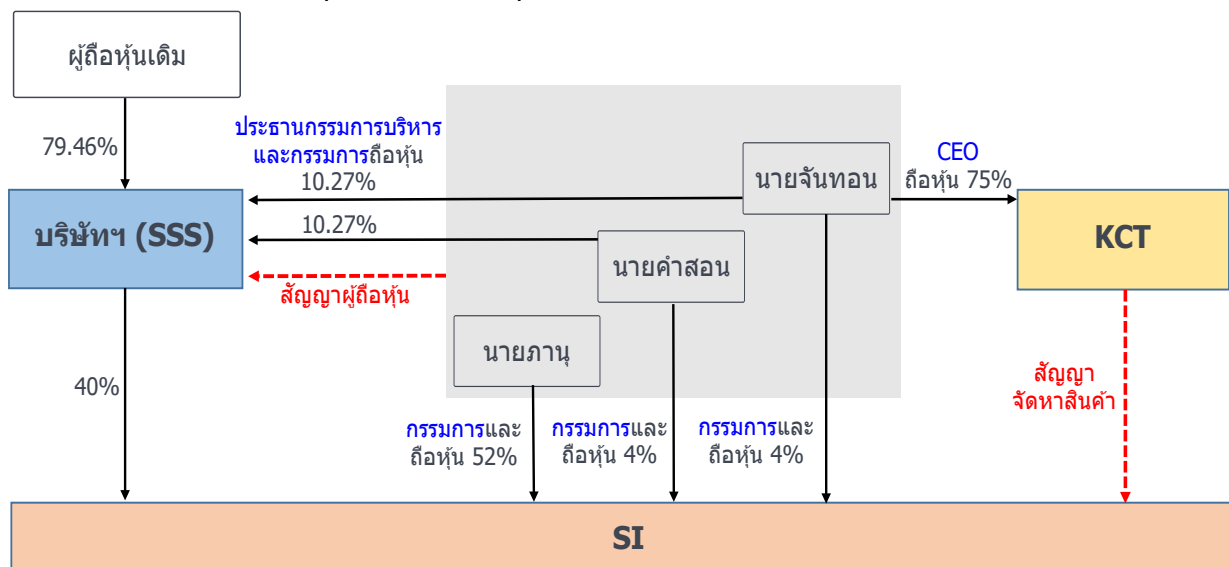 ผู้ถือหุ้นเดิม
79.46%
ประธานกรรมการบริหาร
และกรรมการถือหุ้น
10.27%
นายจันทอน
CEO
ถือหุ้น 75%
บริษัทฯ (SSS)
10.27%
นายคำสอน
KCT
สัญญาผู้ถือหุ้น
นายภานุ
40%
สัญญา
จัดหาสินค้า
กรรมการและ
ถือหุ้น 52%
กรรมการและ
ถือหุ้น 4%
กรรมการและ
ถือหุ้น 4%
SI